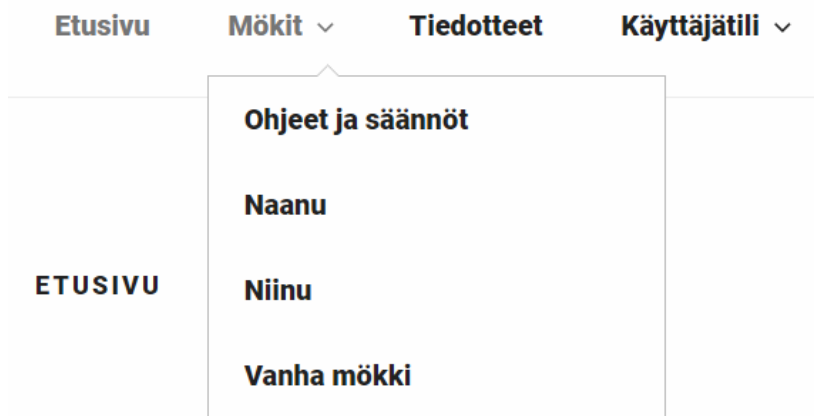 Etusivu Mökit Tiedotteet Käyttäjätili
Ohjeet ja säännöt
Naanu
ETUSIVU
Niinu
Vanha mökki